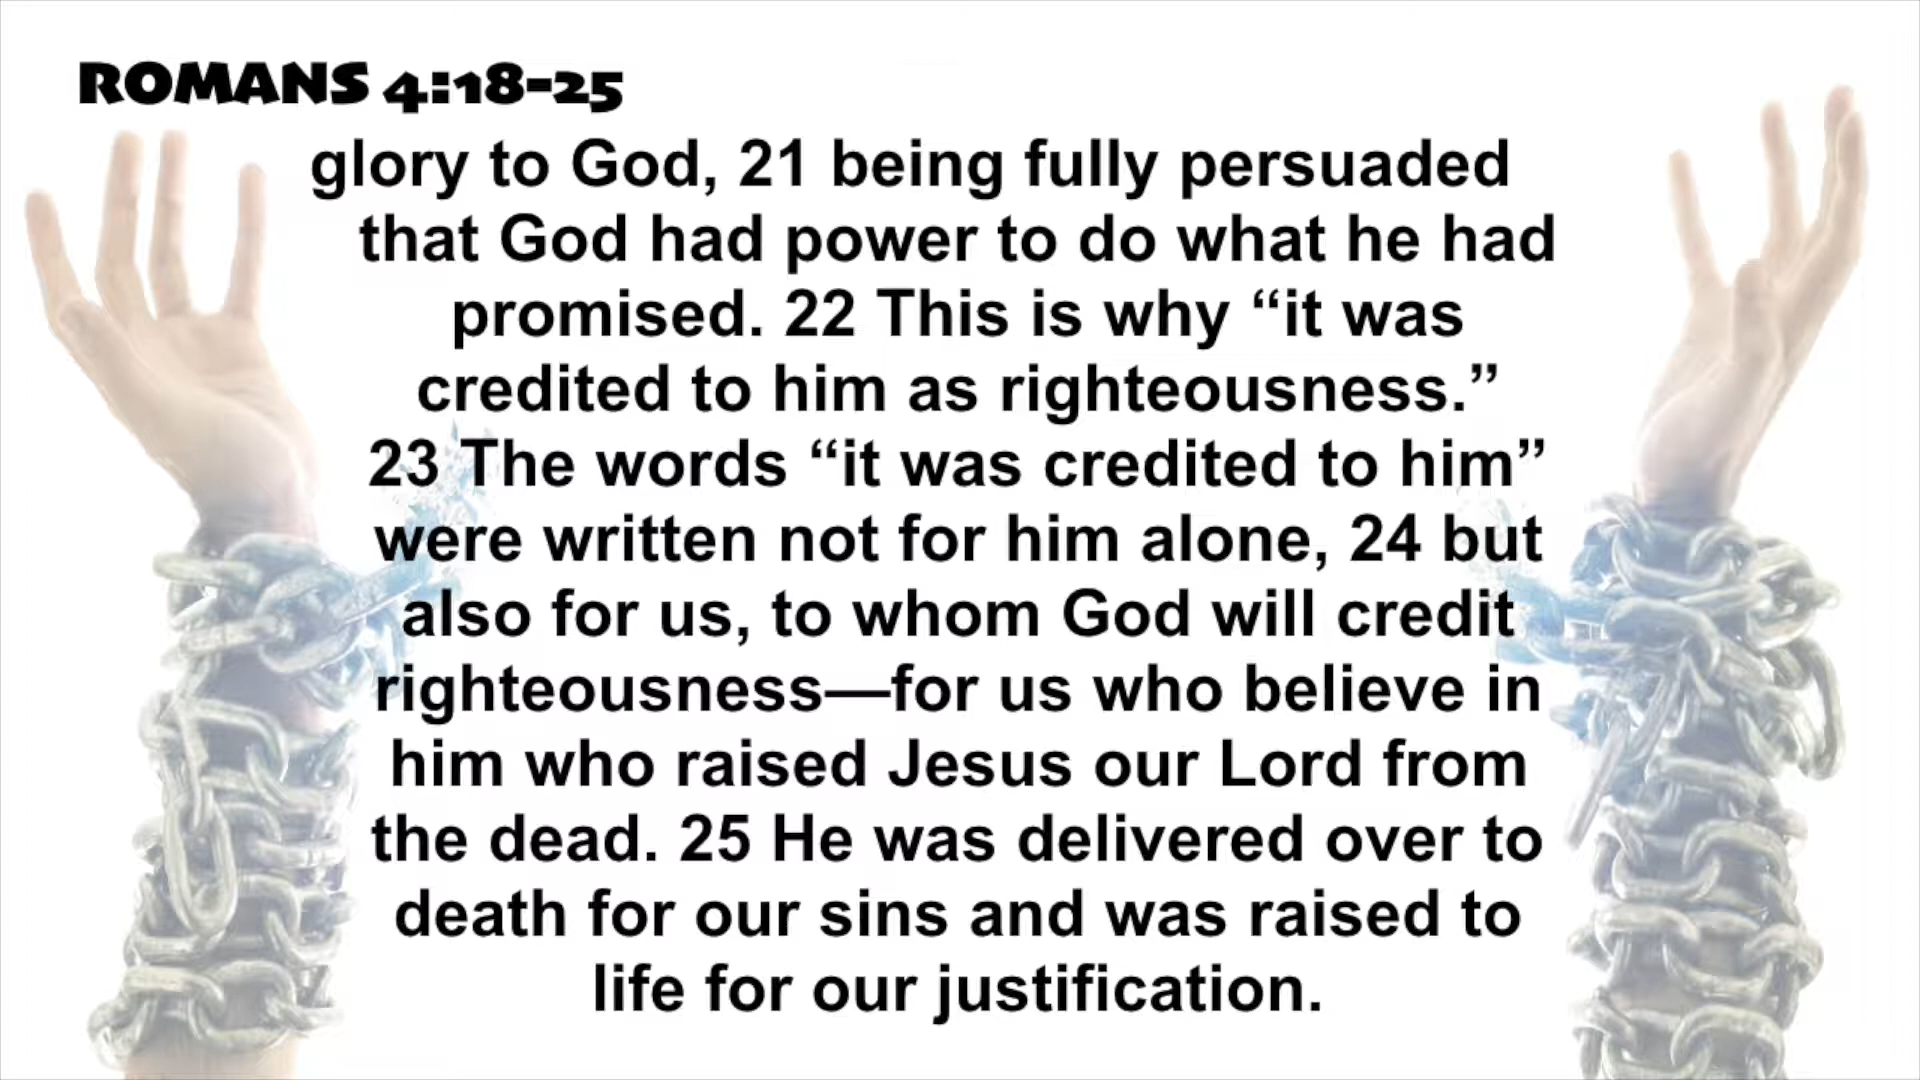 ROMANS 4:18-25
glory to God, 21 being fully persuaded
that God had power to do what he had
promised. 22 This is why “it was
credited to him as righteousness.”
23 The words “it was credited to him”
were written not for him alone, 24 but
also for us, to whom God will credit
righteousness—for us who believe in
him who raised Jesus our Lord from
the dead. 25 He was delivered over to
death for our sins and was raised to
life for our justification.